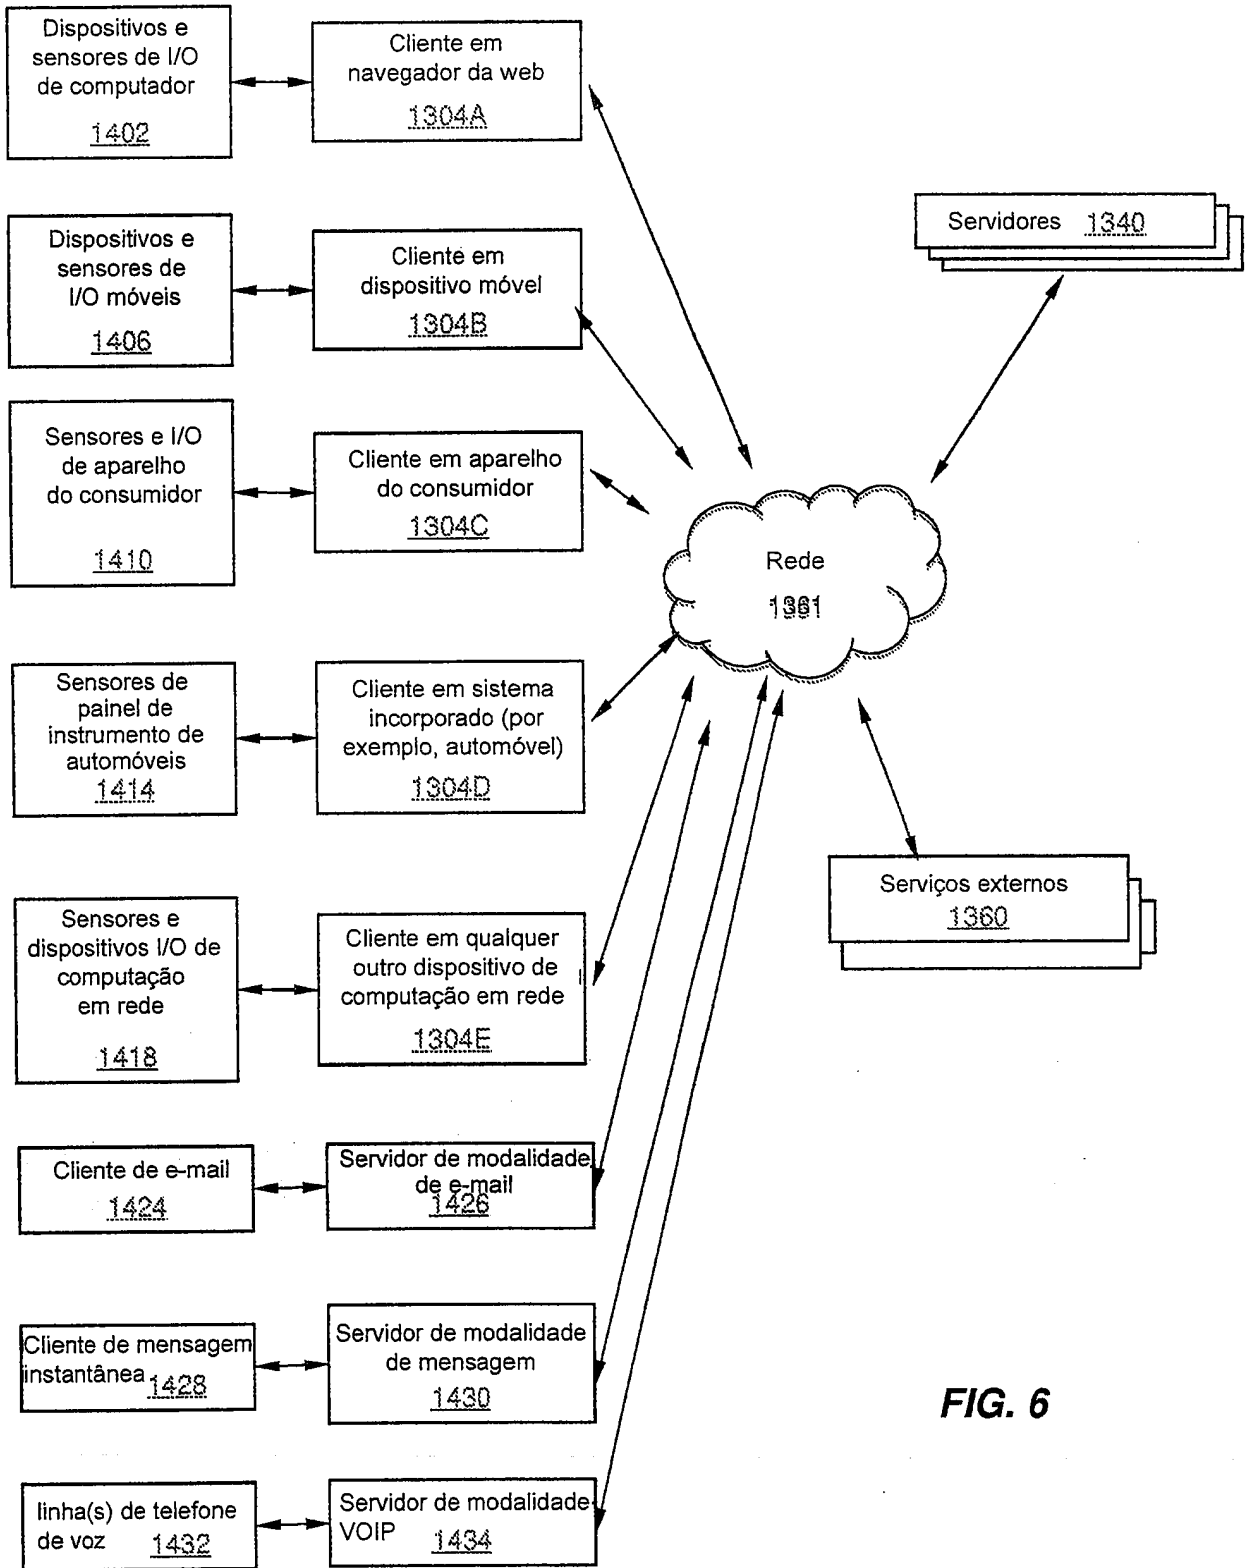 Dispositivos e
sensores de I/O
de computador
1402
Cliente em
navegador da web
1304A
Servidores 1340
Dispositivos e
sensores de
I/O móveis
1406
Cliente em
dispositivo móvel
1304B
Sensores e I/O
de aparelho
do consumidor
1410
Cliente em aparelho
do consumidor
1304C
Rede
1361
Sensores de
painel de
instrumento de
automóveis
1414
Cliente em sistema
incorporado (por
exemplo, automóvel)
1304D
Serviços externos
1360
Sensores e
dispositivos I/O de
computação
em rede
1418
Cliente em qualquer
outro dispositivo de
computação em rede
1304E
Cliente de e-mail
1424
Servidor de modalidade
de e-mail
1426
Cliente de mensagem
instantânea 1428
Servidor de modalidade
de mensagem
1430
linha(s) de telefone
de voz 1432
Servidor de modalidade
VOIP 1434
FIG. 6